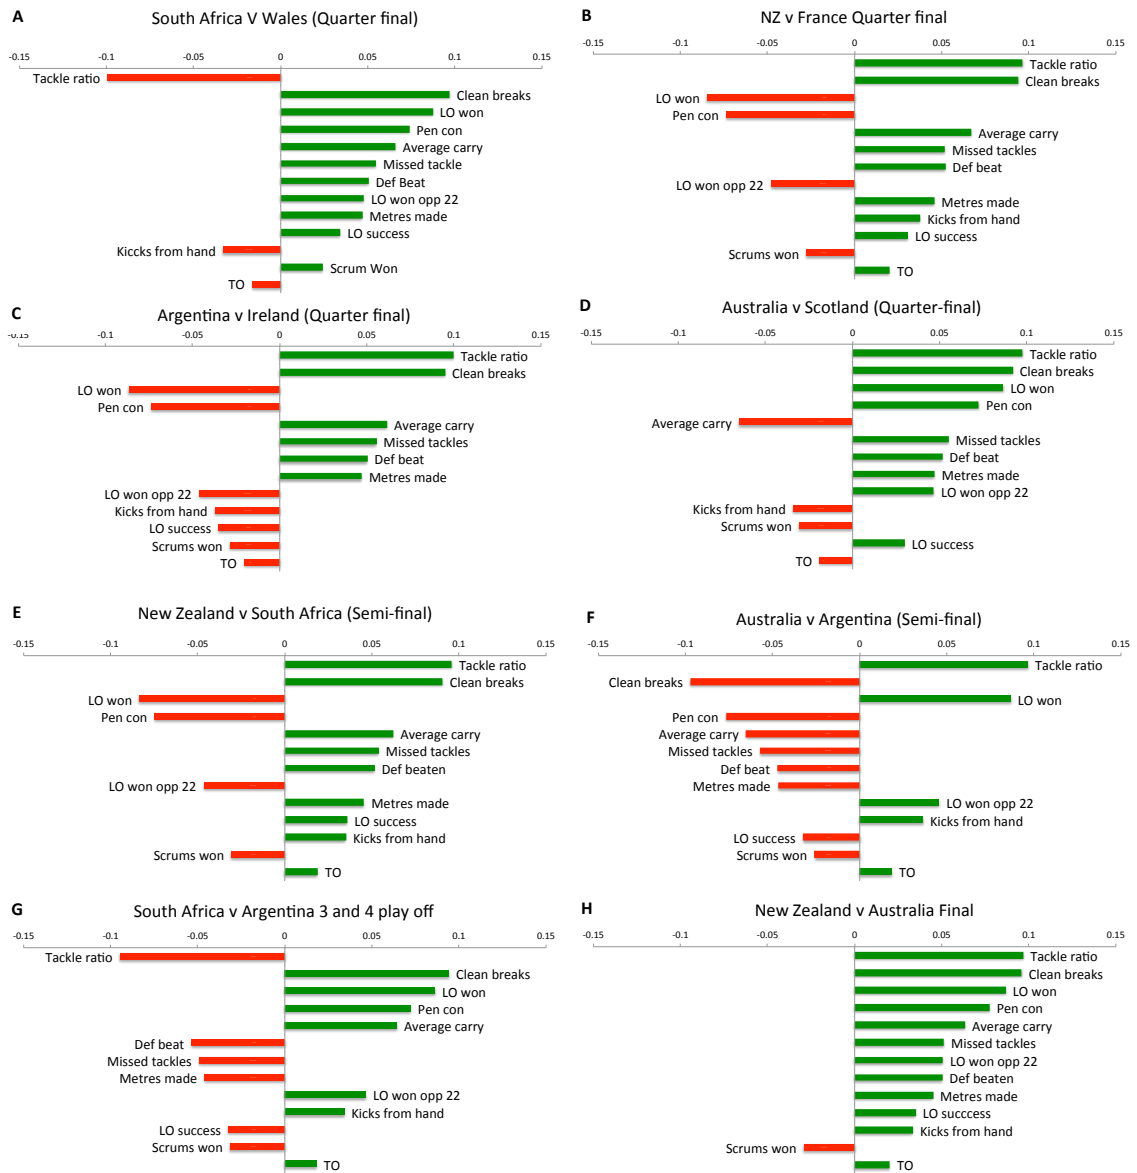 A
South Africa V Wales (Quarter final)
-0.15 -0.1 -0.05 0 0.05 0.1 0.15
Tackle ratio
Clean breaks
LO won
Pen con
Average carry
Missed tackle
Def Beat
LO won opp 22
Metres made
LO success
Kiccks from hand
Scrum Won
TO
B
NZ v France Quarter final
-0.15 -0.1 -0.05 0 0.05 0.1 0.15
Tackle ratio
Clean breaks
LO won
Pen con
Average carry
Missed tackles
Def beat
LO won opp 22
Metres made
Kicks from hand
LO success
Scrums won
TO
C
Argentina v Ireland (Quarter final)
-0.15 -0.1 -0.05 0 0.05 0.1 0.15
Tackle ratio
Clean breaks
LO won
Pen con
Average carry
Missed tackles
Def beat
Metres made
LO won opp 22
Kicks from hand
LO success
Scrums won
TO
D
Australia v Scotland (Quarter-final)
-0.15 -0.1 -0.05 0 0.05 0.1 0.15
Tackle ratio
Clean breaks
LO won
Pen con
Average carry
Missed tackles
Def beat
Metres made
LO won opp 22
Kicks from hand
Scrums won
LO success
TO
E
New Zealand v South Africa (Semi-final)
-0.15 -0.1 -0.05 0 0.05 0.1 0.15
Tackle ratio
Clean breaks
LO won
Pen con
Average carry
Missed tackles
Def beaten
LO won opp 22
Metres made
LO success
Kicks from hand
Scrums won
TO
F
Australia v Argentina (Semi-final)
-0.15 -0.1 -0.05 0 0.05 0.1 0.15
Tackle ratio
Clean breaks
LO won
Pen con
Average carry
Missed tackles
Def beat
Metres made
LO won opp 22
Kicks from hand
LO success
Scrums won
TO
G
South Africa v Argentina 3 and 4 play off
-0.15 -0.1 -0.05 0 0.05 0.1 0.15
Tackle ratio
Clean breaks
LO won
Pen con
Average carry
Def beat
Missed tackles
Metres made
LO won opp 22
Kicks from hand
LO success
Scrums won
TO
H
New Zealand v Australia Final
-0.15 -0.1 -0.05 0 0.05 0.1 0.15
Tackle ratio
Clean breaks
LO won
Pen con
Average carry
Missed tackles
LO won opp 22
Def beaten
Metres made
LO succcess
Kicks from hand
Scrums won
TO